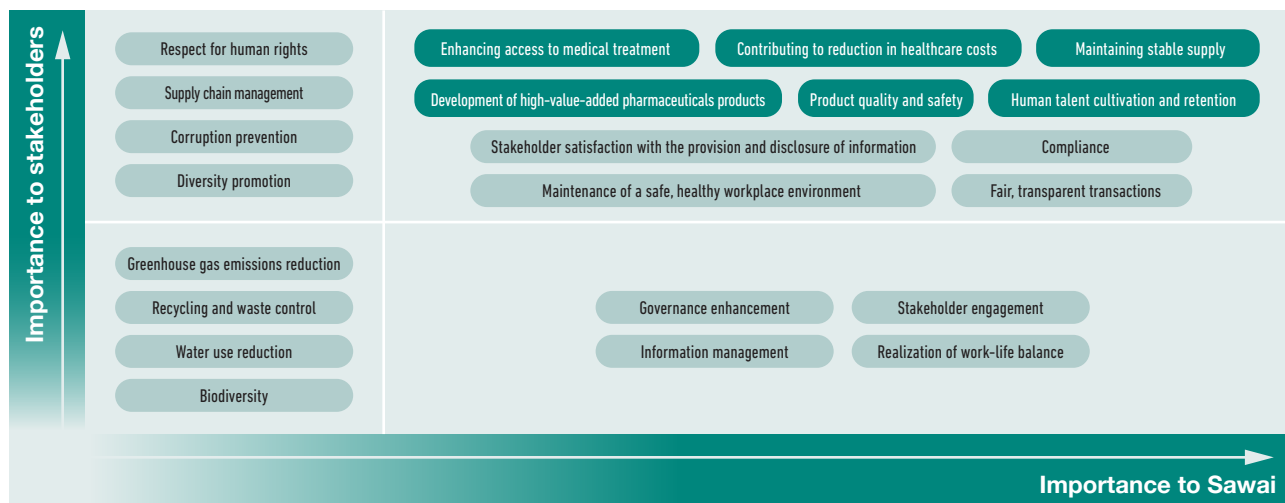 Importance to stakeholders
Respect for human rights
Supply chain management
Corruption prevention
Diversity promotion
Enhancing access to medical treatment
Contributing to reduction in healthcare costs
Maintaining stable supply
Development of high-value-added pharmaceuticals products
Product quality and safety
Human talent cultivation and retention
Stakeholder satisfaction with the provision and disclosure of information
Compliance
Maintenance of a safe, healthy workplace environment
Fair, transparent transactions
Greenhouse gas emissions reduction
Recycling and waste control
Water use reduction
Biodiversity
Governance enhancement
Stakeholder engagement
Information management
Realization of work-life balance
Importance to Sawai